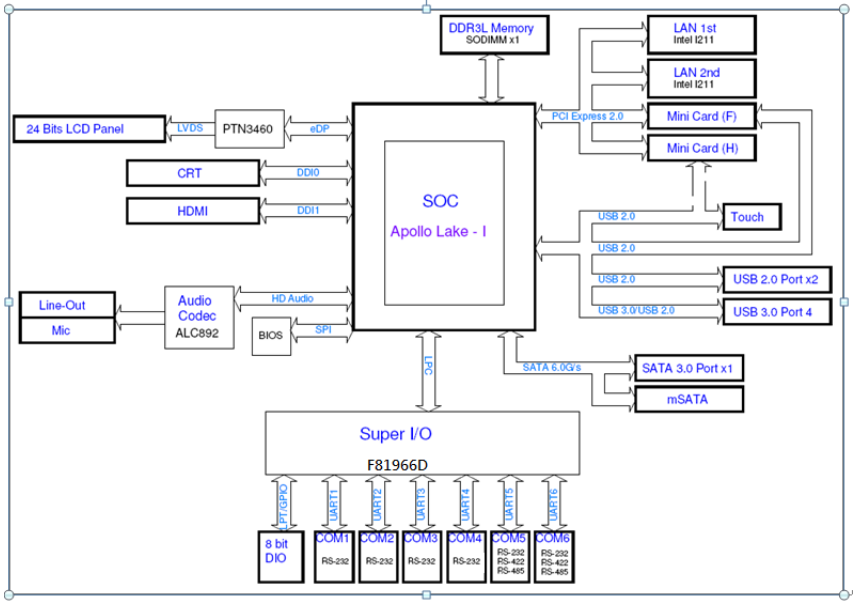 DDR3L Memory
SODIMM x1
LAN 1st
Intel I211
LAN 2nd
Intel I211
PCI Express 2.0
Mini Card (F)
Mini Card (H)
24 Bits LCD Panel
LVDS
PTN3460
eDP
CRT
DDI0
HDMI
DDI1
SOC
Apollo Lake - I
USB 2.0
Touch
USB 2.0
USB 2.0
USB 2.0 Port x2
USB 3.0/USB 2.0
USB 3.0 Port 4
Line-Out
Mic
Audio
Codec
ALC892
HD Audio
BIOS
SPI
LPC
SATA 6.0G/s
SATA 3.0 Port x1
mSATA
Super I/O
F81966D
LPT/GPIO
UART1
UART2
UART3
UART4
UART5
UART6
8 bit
DIO
COM1
RS-232
COM2
RS-232
COM3
RS-232
COM4
RS-232
COM5
RS-232
RS-422
RS-485
COM6
RS-232
RS-422
RS-485